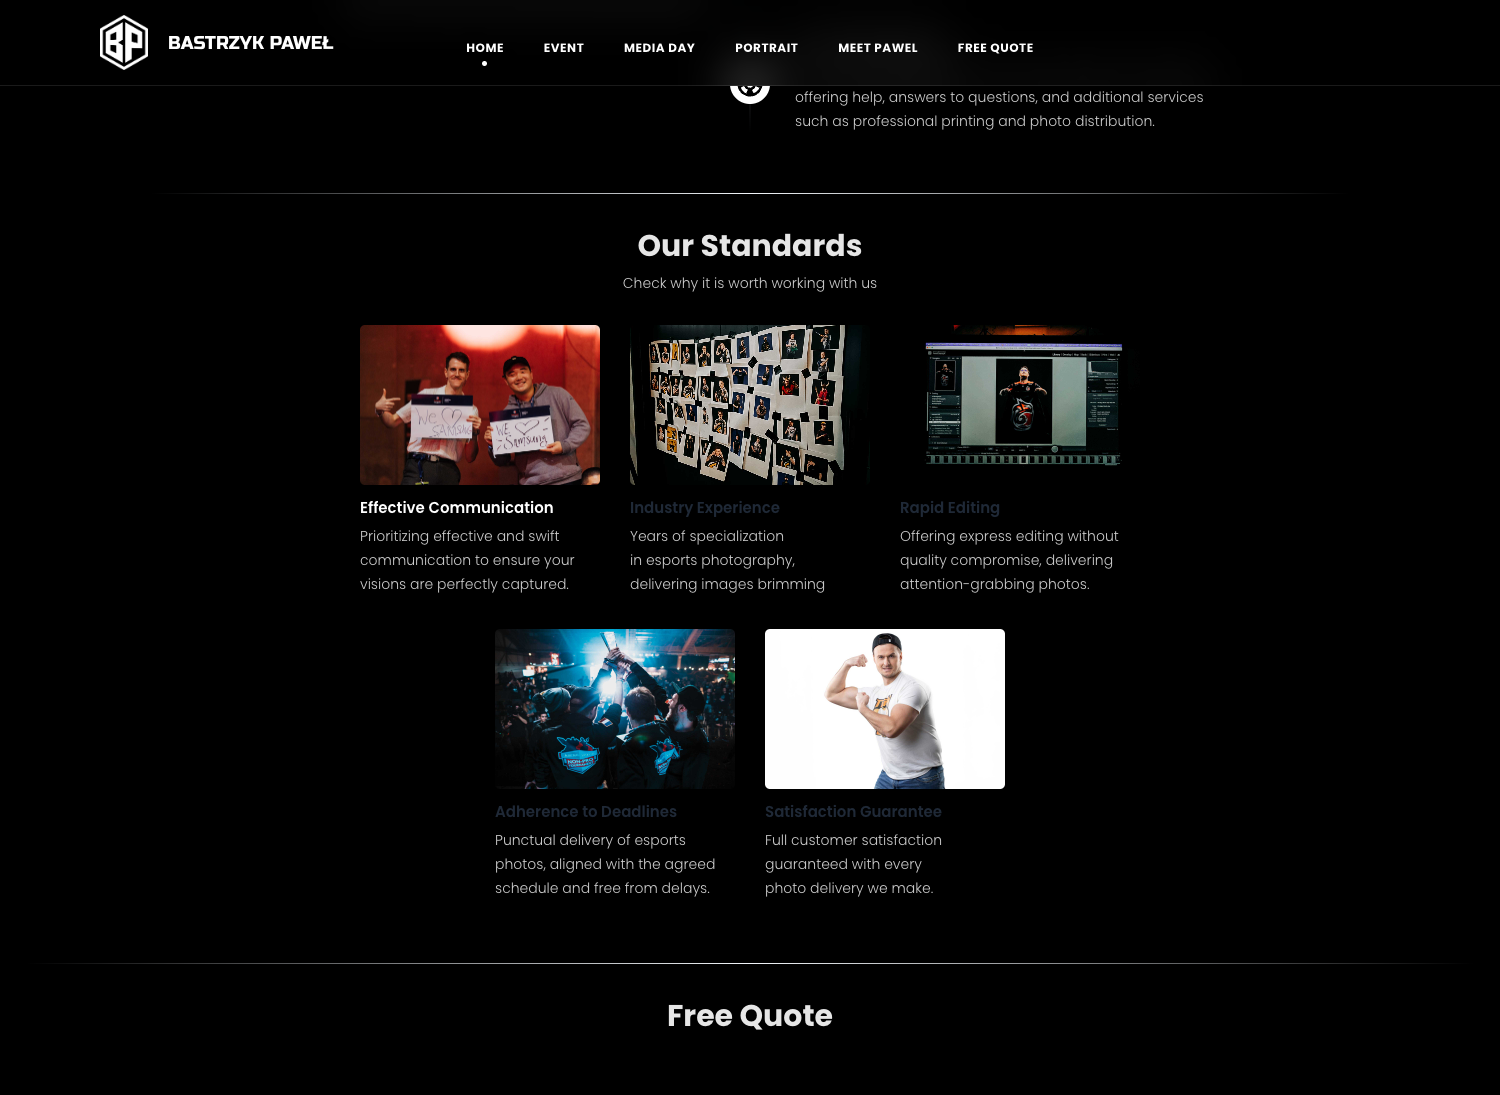 BP
BASTRZYK PAWEŁ
HOME
EVENT
MEDIA DAY
PORTRAIT
MEET PAWEL
FREE QUOTE
offering help, answers to questions, and additional services
such as professional printing and photo distribution.
Our Standards
Check why it is worth working with us
WE
SAMSUNG
WE
Samsung
Effective Communication
Prioritizing effective and swift
communication to ensure your
visions are perfectly captured.
Industry Experience
Years of specialization
in esports photography,
delivering images brimming
Rapid Editing
Offering express editing without
quality compromise, delivering
attention-grabbing photos.
Adherence to Deadlines
Punctual delivery of esports
photos, aligned with the agreed
schedule and free from delays.
Satisfaction Guarantee
Full customer satisfaction
guaranteed with every
photo delivery we make.
Free Quote